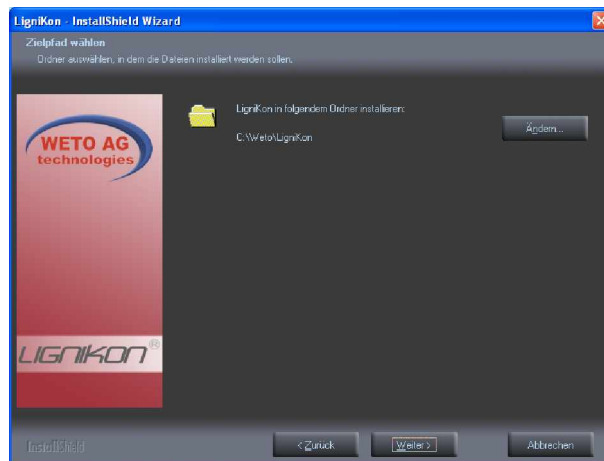 LigniKon - InstallShield Wizard
Zielpfad wählen
Ordner auswählen, in dem die Dateien installiert werden sollen.
WETO AG
technologies
LigniKon in folgendem Ordner installieren:
C:\Weto\LigniKon
Ändern...
LIGNIKON®
InstallShield
< Zurück
Weiter >
Abbrechen